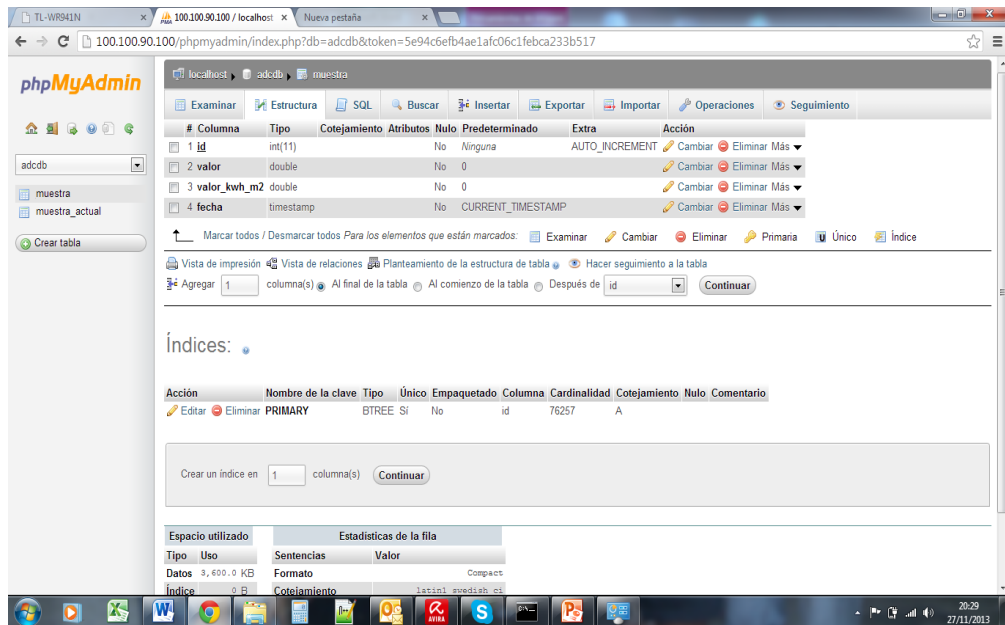 TL-WR941N
100.100.90.100 / localhost
Nueva pestaña
100.100.90.100/phpmyadmin/index.php?db=adcdb&token=5e94c6efb4ae1afc06c1febca233b517
phpMyAdmin
adcdb
muestra
muestra_actual
Crear tabla
localhost adcdb muestra
Examinar Estructura SQL Buscar Insertar Exportar Importar Operaciones Seguimiento
# Columna Tipo Cotejamiento Atributos Nulo Predeterminado Extra Acción
1 id int(11) No Ninguna AUTO_INCREMENT Cambiar Eliminar Más
2 valor double No 0 Cambiar Eliminar Más
3 valor_kwh_m2 double No 0 Cambiar Eliminar Más
4 fecha timestamp No CURRENT_TIMESTAMP Cambiar Eliminar Más
Marcar todos / Desmarcar todos Para los elementos que están marcados: Examinar Cambiar Eliminar Primaria Único Índice
Vista de impresión Vista de relaciones Planteamiento de la estructura de tabla Hacer seguimiento a la tabla
Agregar 1 columna(s) Al final de la tabla Al comienzo de la tabla Después de id Continuar
Índices:
Acción Nombre de la clave Tipo Único Empaquetado Columna Cardinalidad Cotejamiento Nulo Comentario
Editar Eliminar PRIMARY BTREE Sí No id 76257 A
Crear un índice en 1 columna(s) Continuar
Espacio utilizado Estadísticas de la fila
Tipo Uso Sentencias Valor
Datos 3,600.0 KB Formato Compact
Índice 0 B Cotejamiento latin1_swedish_ci
AVIRA
20:29
27/11/2013